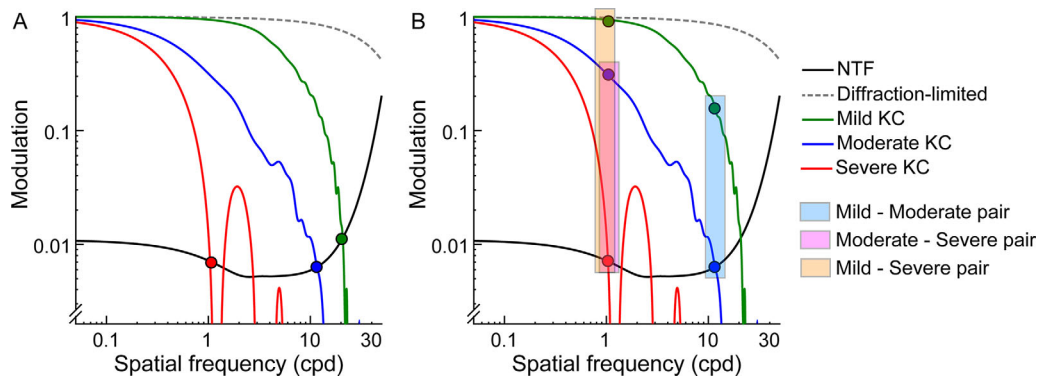 A
Modulation
1
0.1
0.01
0.1
1
10
30
Spatial frequency (cpd)
B
Modulation
1
0.1
0.01
0.1
1
10
30
Spatial frequency (cpd)
NTF
Diffraction-limited
Mild KC
Moderate KC
Severe KC
Mild - Moderate pair
Moderate - Severe pair
Mild - Severe pair